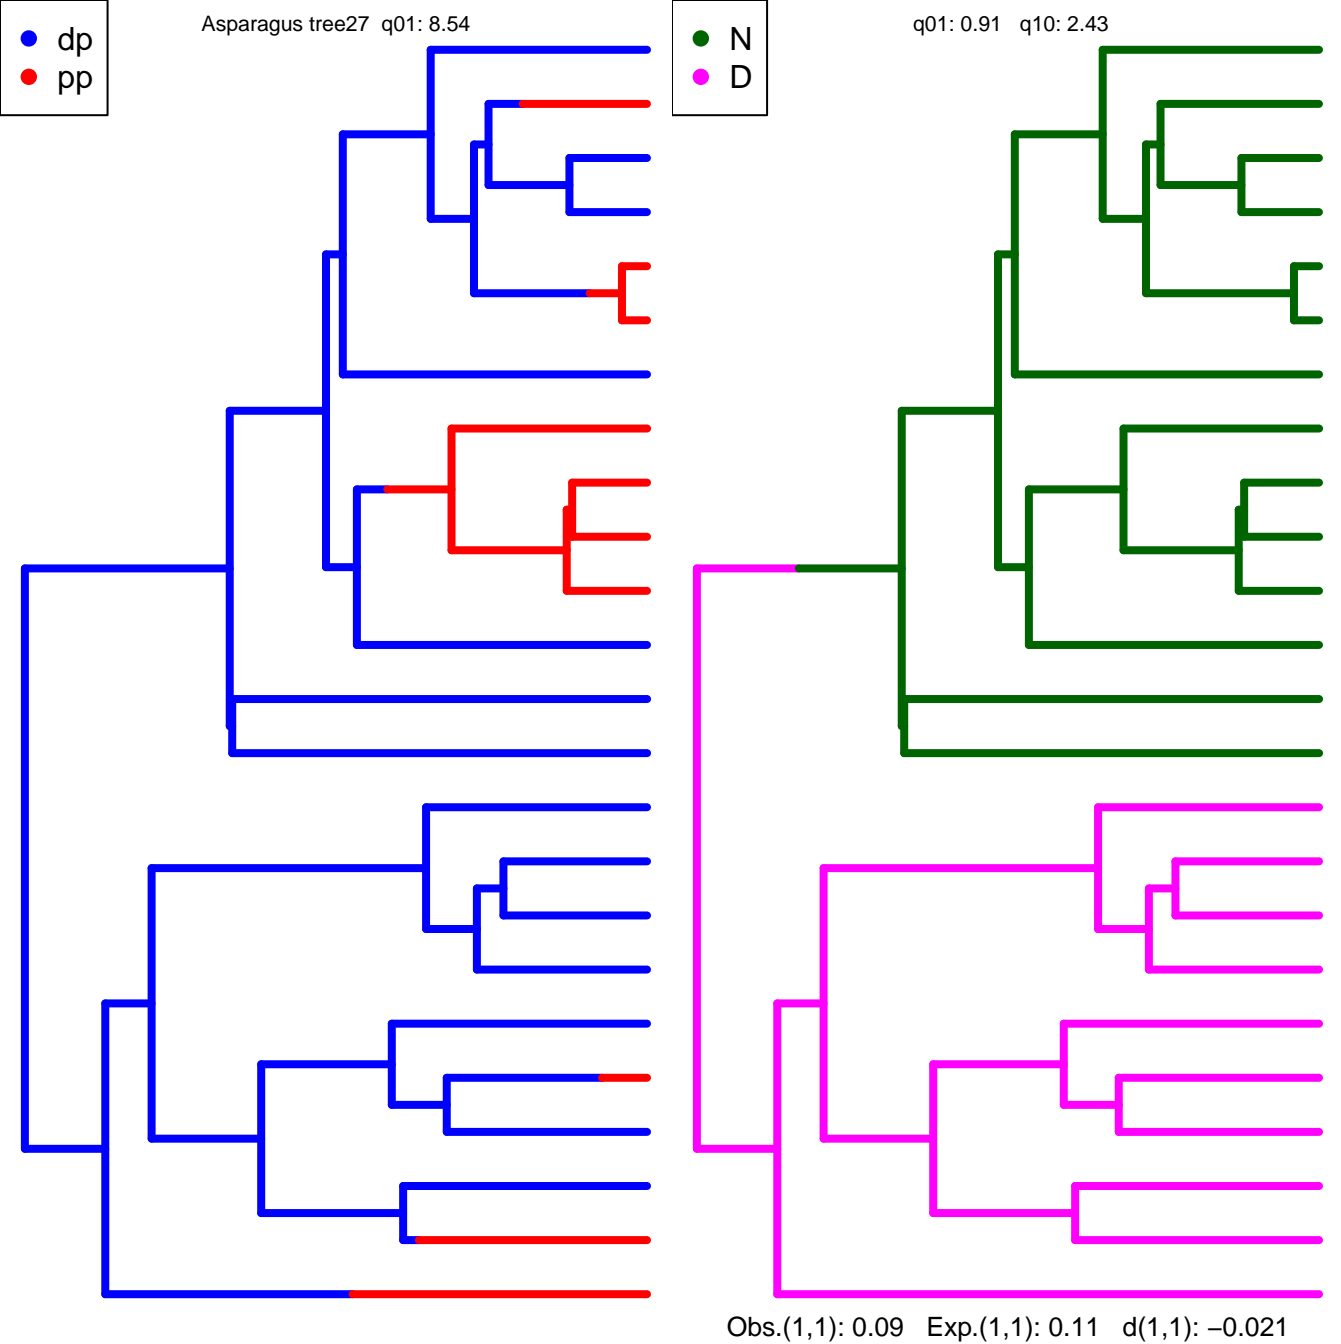 dp
pp
Asparagus tree27 q01: 8.54
N
D
q01: 0.91 q10: 2.43
Obs.(1,1): 0.09 Exp.(1,1): 0.11 d(1,1): −0.021